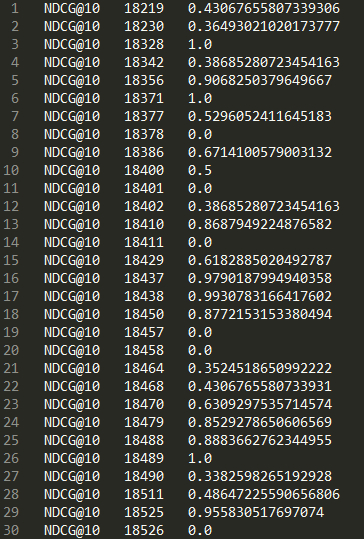 1 NDCG@10 18219 0.43067655807339306
2 NDCG@10 18230 0.36493021020173777
3 NDCG@10 18328 1.0
4 NDCG@10 18342 0.38685280723454163
5 NDCG@10 18356 0.9068250379649667
6 NDCG@10 18371 1.0
7 NDCG@10 18377 0.5296052411645183
8 NDCG@10 18378 0.0
9 NDCG@10 18386 0.6714100579003132
10 NDCG@10 18400 0.5
11 NDCG@10 18401 0.0
12 NDCG@10 18402 0.38685280723454163
13 NDCG@10 18410 0.8687949224876582
14 NDCG@10 18411 0.0
15 NDCG@10 18429 0.6182885020492787
16 NDCG@10 18437 0.9790187994940358
17 NDCG@10 18438 0.9930783166417602
18 NDCG@10 18450 0.8772153153380494
19 NDCG@10 18457 0.0
20 NDCG@10 18458 0.0
21 NDCG@10 18464 0.3524518650992222
22 NDCG@10 18468 0.4306765580733931
23 NDCG@10 18470 0.6309297535714574
24 NDCG@10 18479 0.8529278650606569
25 NDCG@10 18488 0.8883662762344955
26 NDCG@10 18489 1.0
27 NDCG@10 18490 0.3382598265192928
28 NDCG@10 18511 0.48647225590656806
29 NDCG@10 18525 0.955830517697074
30 NDCG@10 18526 0.0